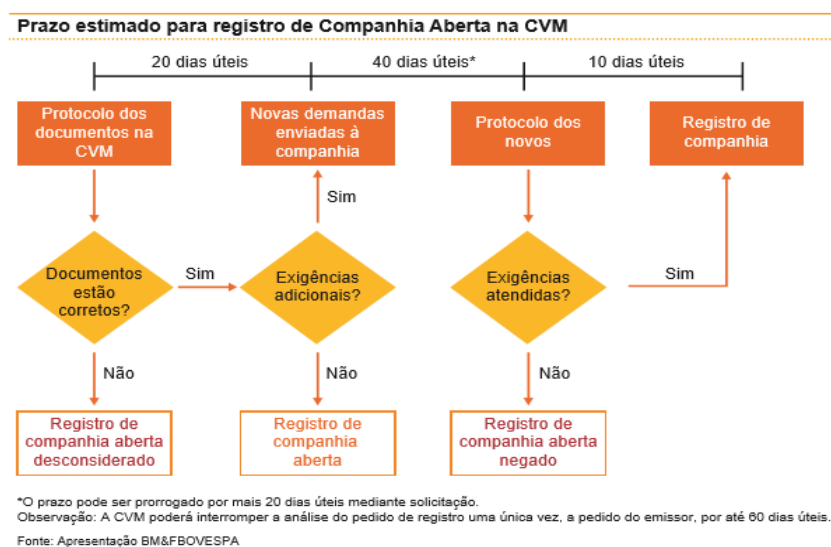 Prazo estimado para registro de Companhia Aberta na CVM
20 dias úteis
40 dias úteis*
10 dias úteis
Protocolo dos
documentos na
CVM
Novas demandas
enviadas à
companhia
Protocolo dos
novos
Registro de
companhia
Sim
Documentos
estão
corretos?
Sim
Exigências
adicionais?
Exigências
atendidas?
Sim
Não
Não
Não
Registro de
companhia aberta
desconsiderado
Registro de
companhia
aberta
Registro de
companhia aberta
negado
*O prazo pode ser prorrogado por mais 20 dias úteis mediante solicitação.
Observação: A CVM poderá interromper a análise do pedido de registro uma única vez, a pedido do emissor, por até 60 dias úteis.
Fonte: Apresentação BM&FBOVESPA